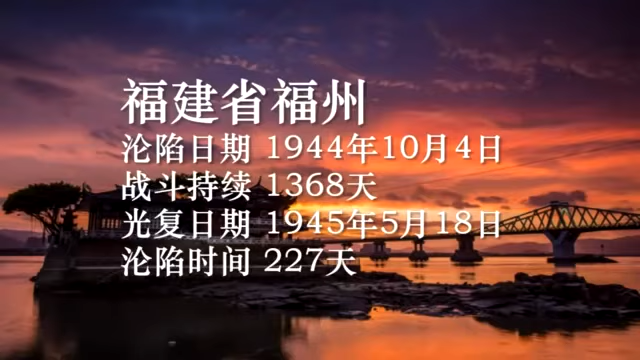 福建省福州
沦陷日期 1944年10月4日
战斗持续 1368天
光复日期 1945年5月18日
沦陷时间 227天